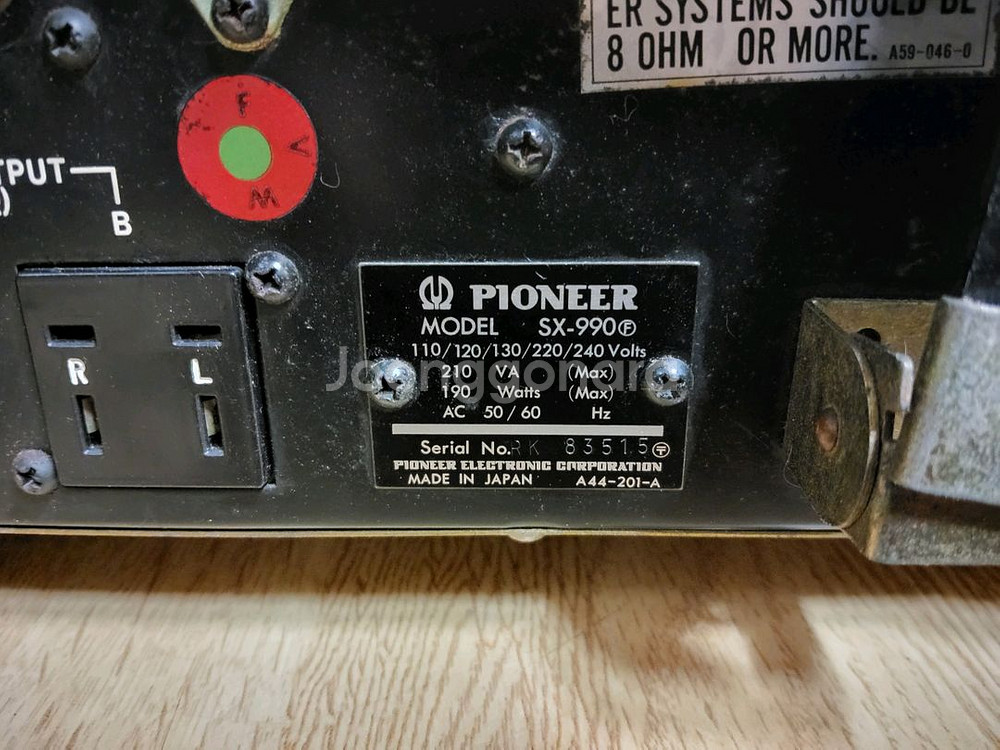 ER SYSTEMS SHOULD BE
8 OHM OR MORE. A59-046-0
F
V
M
TPUT
B
R L
PIONEER
MODEL SX-990 F
110/120/130/220/240 Volts
210 VA (Max)
190 Watts (Max)
AC 50/60 Hz
Serial No. RK 83515
PIONEER ELECTRONIC CORPORATION
MADE IN JAPAN A44-201-A
Joonggonara